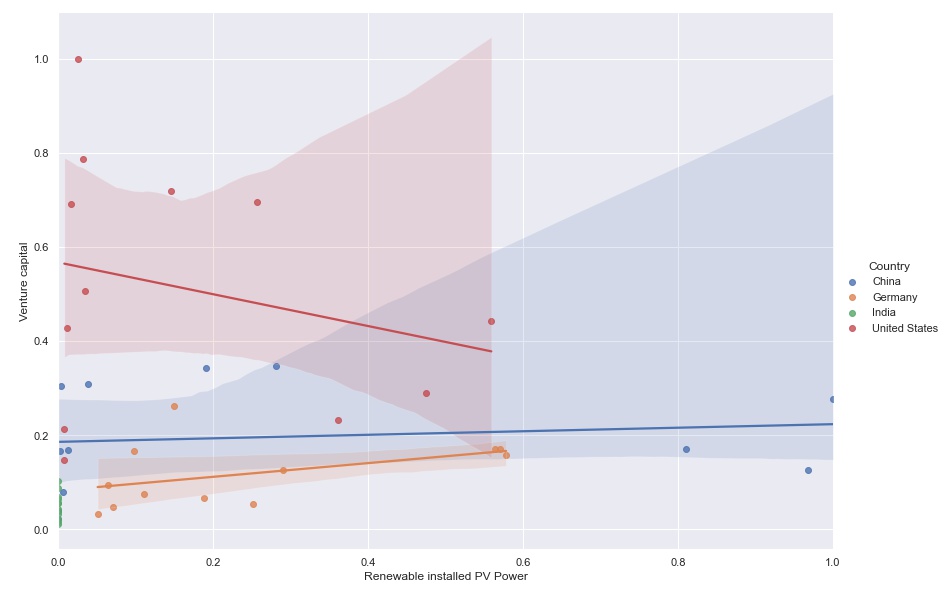 1.0
0.8
0.6
0.4
0.2
0.0
Venture capital
0.0 0.2 0.4 0.6 0.8 1.0
Renewable installed PV Power
Country
China
Germany
India
United States